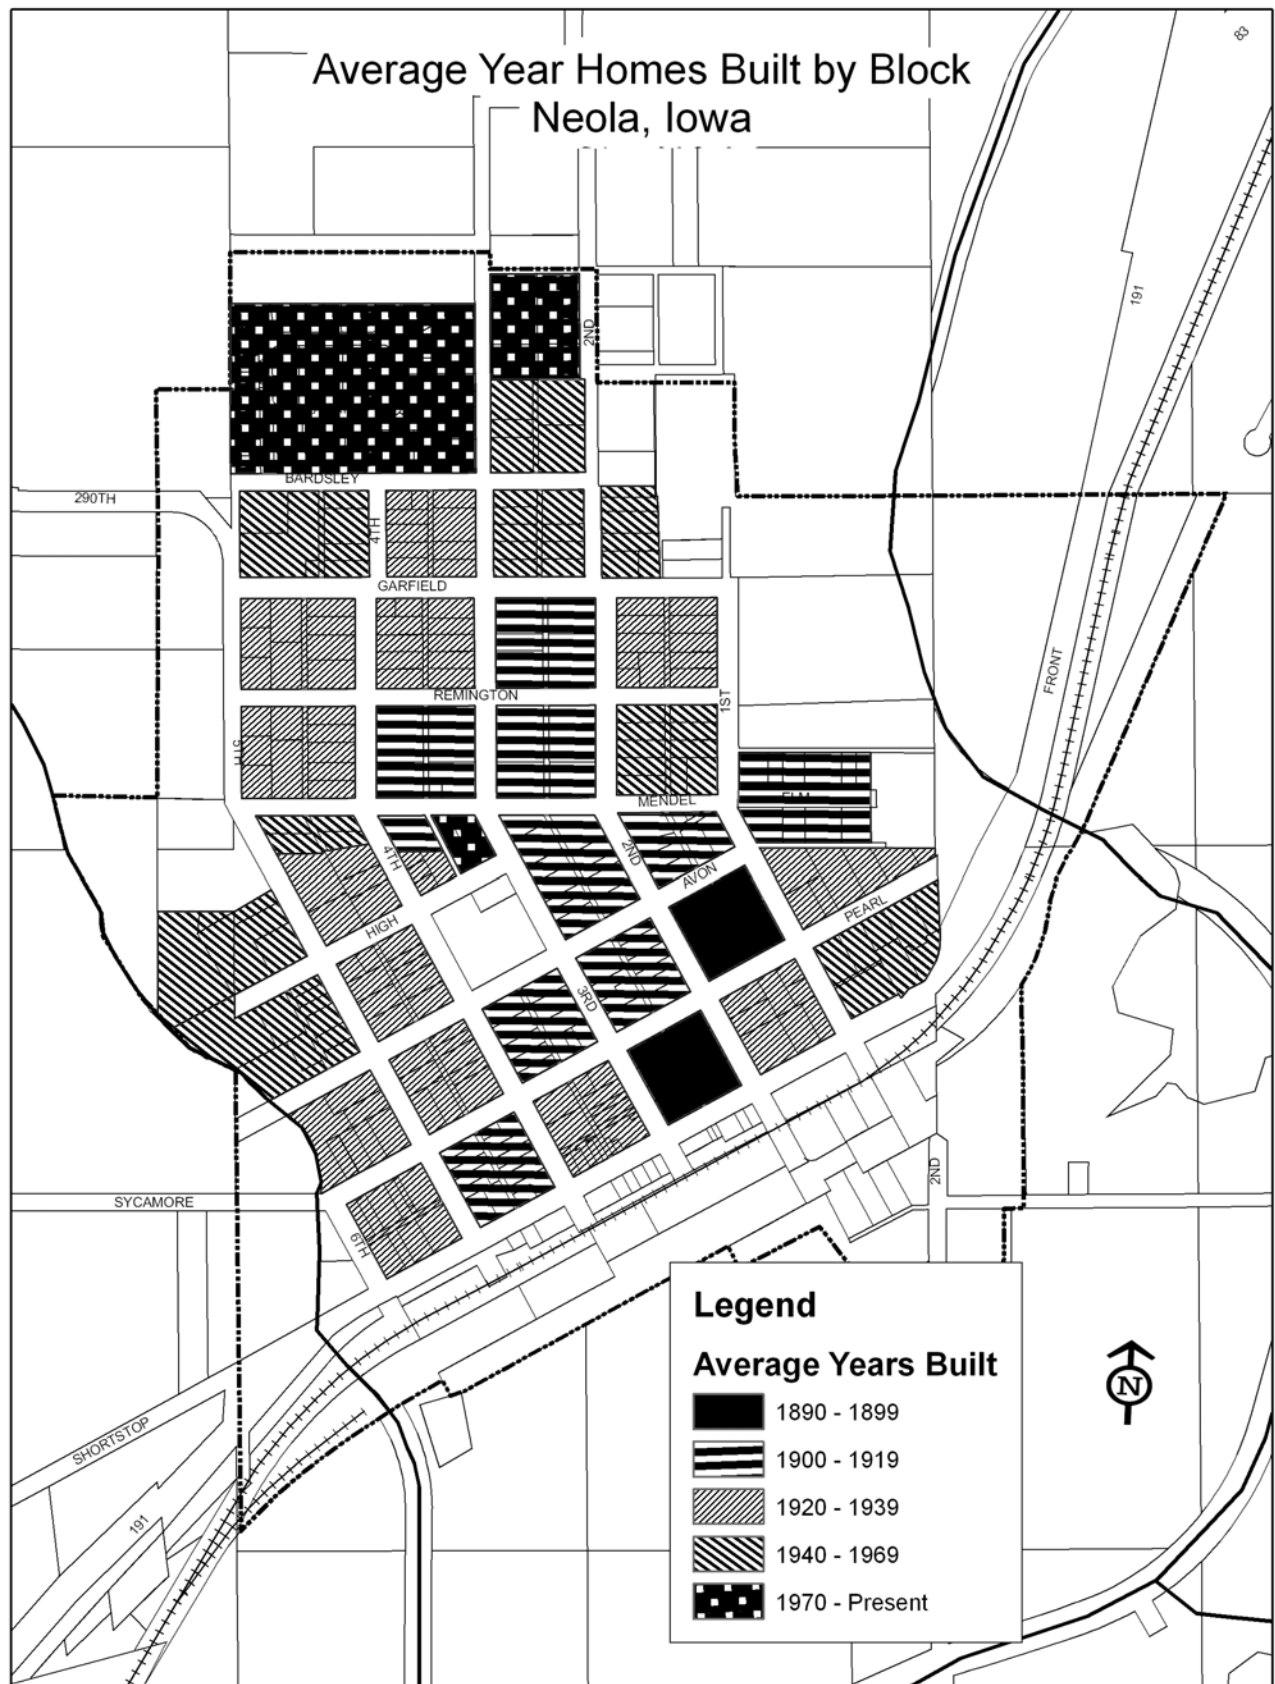 Average Year Homes Built by Block
Neola, Iowa
83
191
2ND
BARDSLEY
290TH
4TH
GARFIELD
FRONT
REMINGTON
1ST
5TH
MENDEL
ELM
4TH
2ND
AVON
HIGH
PEARL
3RD
2ND
SYCAMORE
6TH
SHORTSTOP
191
Legend
Average Years Built
1890 - 1899
1900 - 1919
1920 - 1939
1940 - 1969
1970 - Present
N